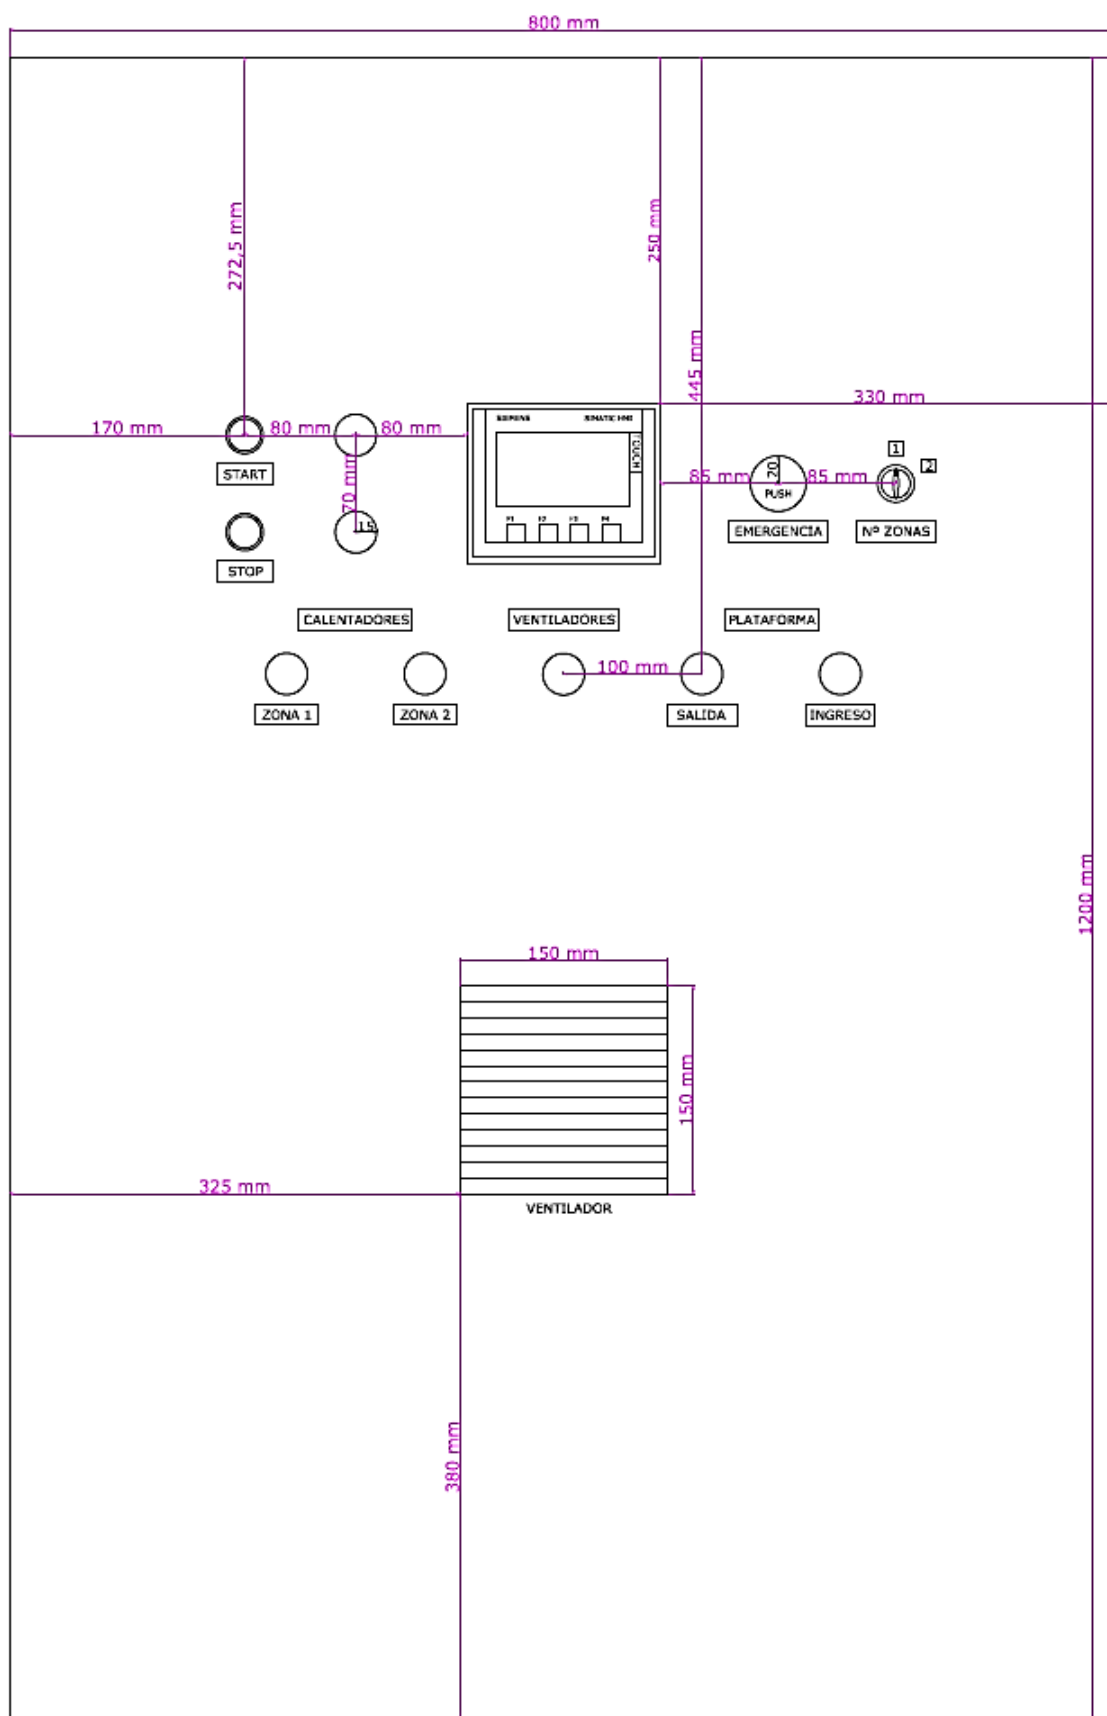 800 mm
272,5 mm
250 mm
445 mm
330 mm
170 mm
80 mm
80 mm
SIEMENS
SIMATIC HMI
TOUCH
1
2
START
70 mm
85 mm
20
PUSH
85 mm
15
F1
F2
F3
F4
EMERGENCIA
Nº ZONAS
STOP
CALENTADORES
VENTILADORES
PLATAFORMA
100 mm
ZONA 1
ZONA 2
SALIDA
INGRESO
1200 mm
150 mm
150 mm
325 mm
VENTILADOR
380 mm